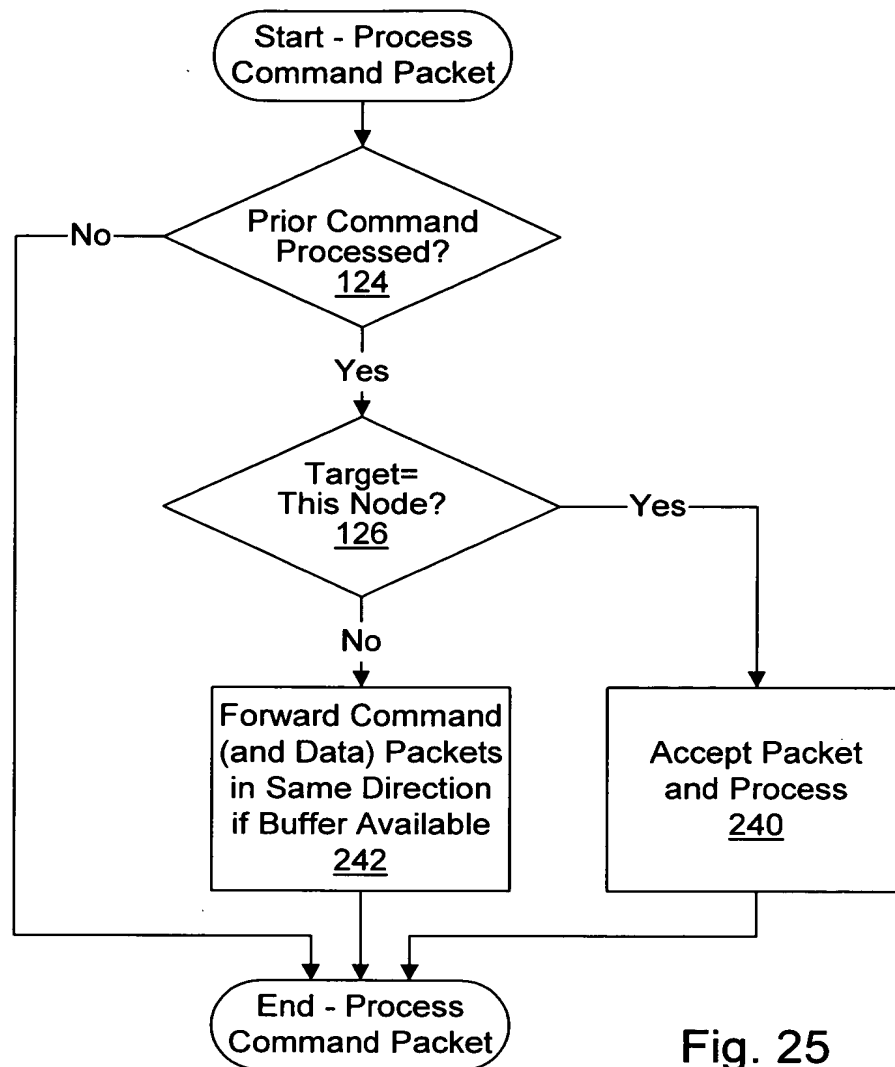 Start - Process
Command Packet
No
Prior Command
Processed?
124
Yes
Target=
This Node?
126
Yes
No
Forward Command
(and Data) Packets
in Same Direction
if Buffer Available
242
Accept Packet
and Process
240
End - Process
Command Packet
Fig. 25